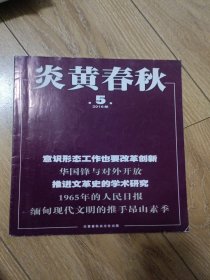 炎黄春秋
第5期
2016年
意识形态工作也要改革创新
华国锋与对外开放
推进文革史的学术研究
1965年的人民日报
缅甸现代文明的推手昂山素季